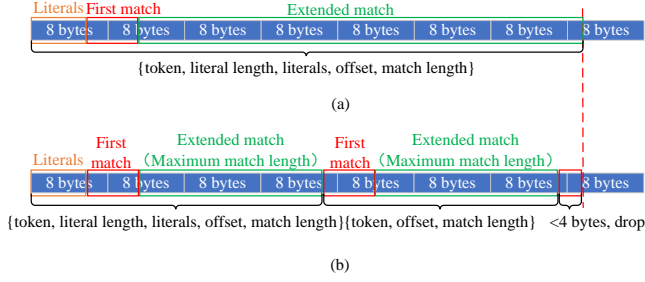 Literals First match Extended match
8 bytes 8 bytes 8 bytes 8 bytes 8 bytes 8 bytes 8 bytes 8 bytes
{token, literal length, literals, offset, match length}
(a)
First Extended match First Extended match
Literals match （Maximum match length） match （Maximum match length）
8 bytes 8 bytes 8 bytes 8 bytes 8 bytes 8 bytes 8 bytes 8 bytes
{token, literal length, literals, offset, match length}{token, offset, match length} <4 bytes, drop
(b)